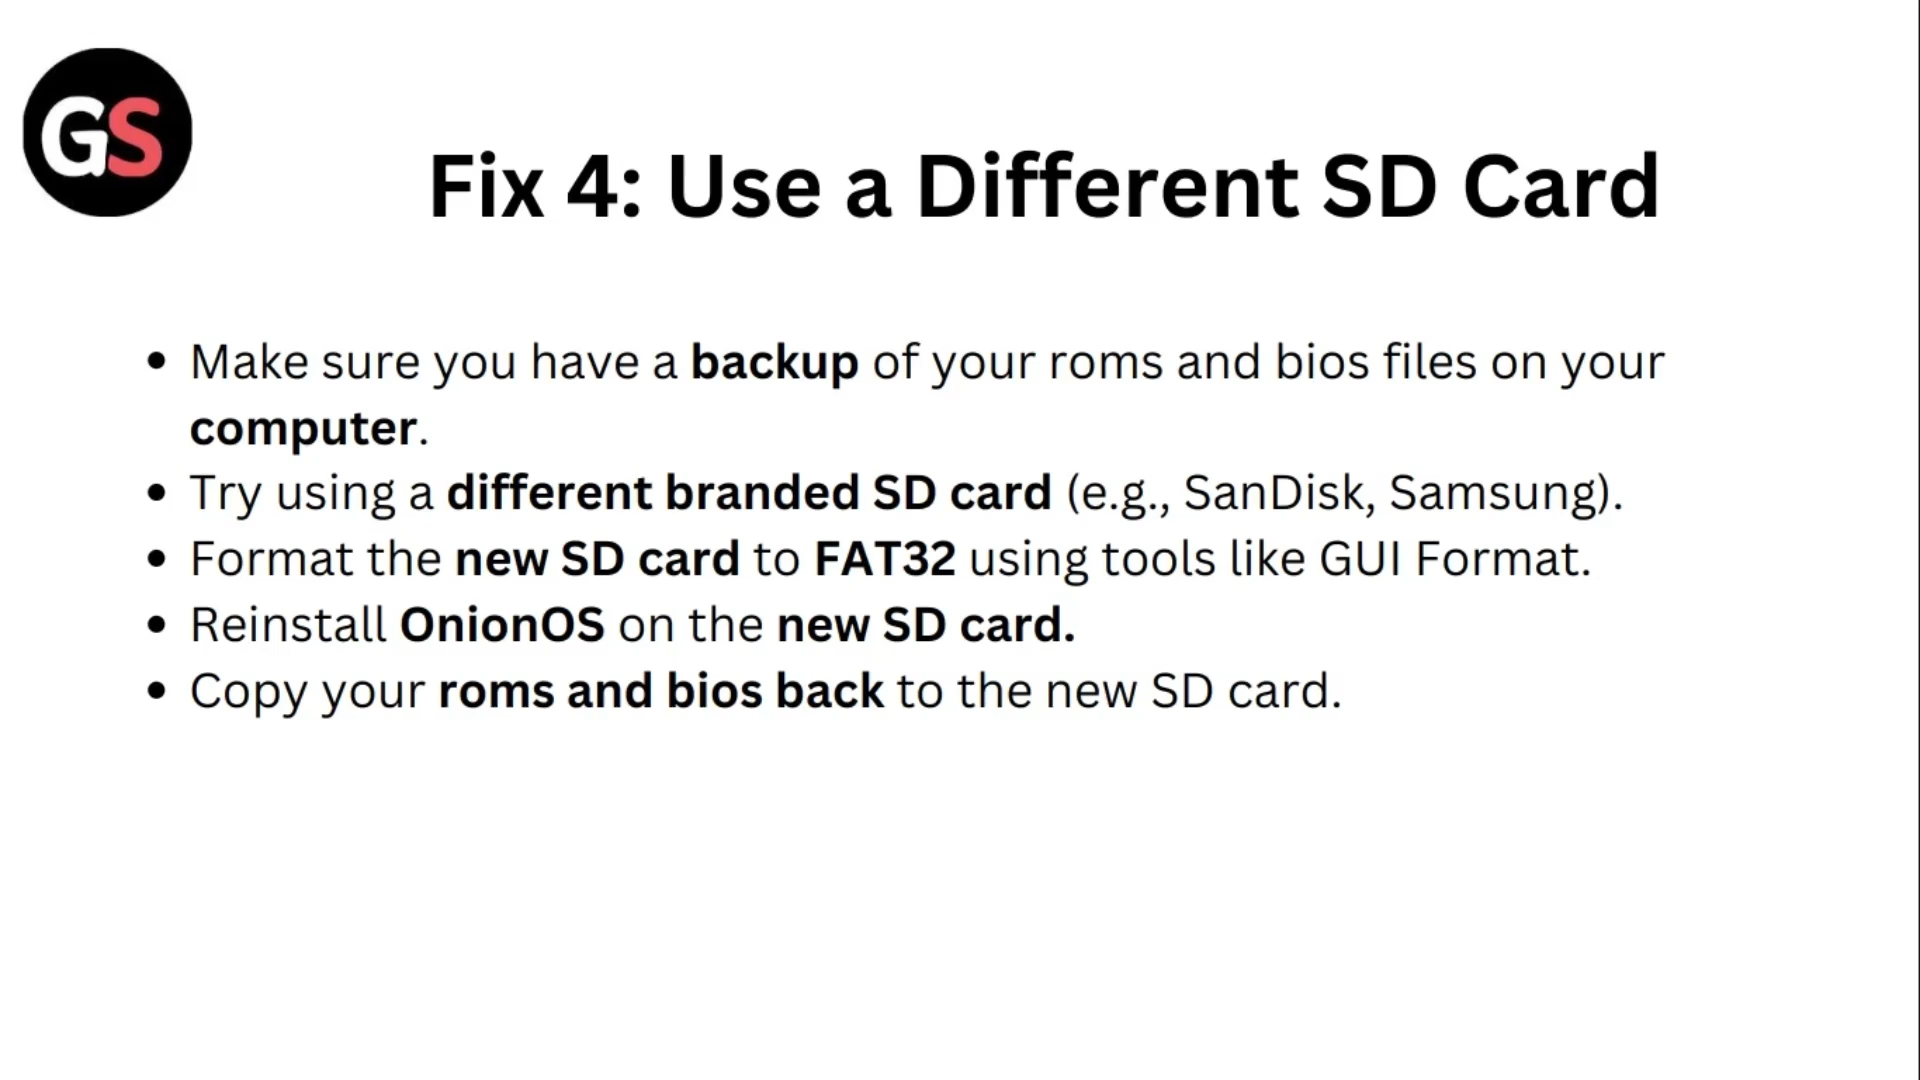 GS
Fix 4: Use a Different SD Card
• Make sure you have a backup of your roms and bios files on your
computer.
• Try using a different branded SD card (e.g., SanDisk, Samsung).
• Format the new SD card to FAT32 using tools like GUI Format.
• Reinstall OnionOS on the new SD card.
• Copy your roms and bios back to the new SD card.